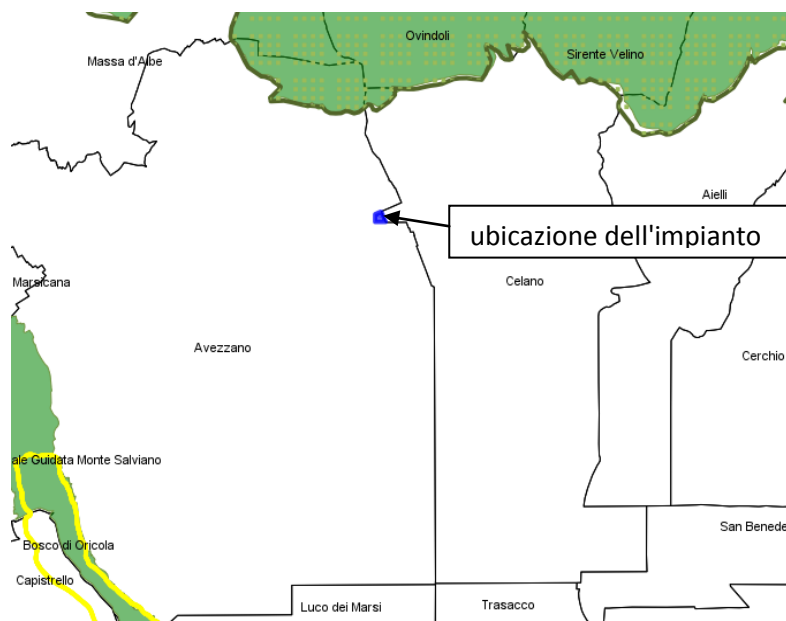 Ovindoli
Sirente Velino
Massa d'Albe
Aielli
ubicazione dell'impianto
Marsicana
Celano
Avezzano
Cerchio
ale Guidata Monte Salviano
San Benede
Bosco di Oricola
Capistrello
Luco dei Marsi
Trasacco